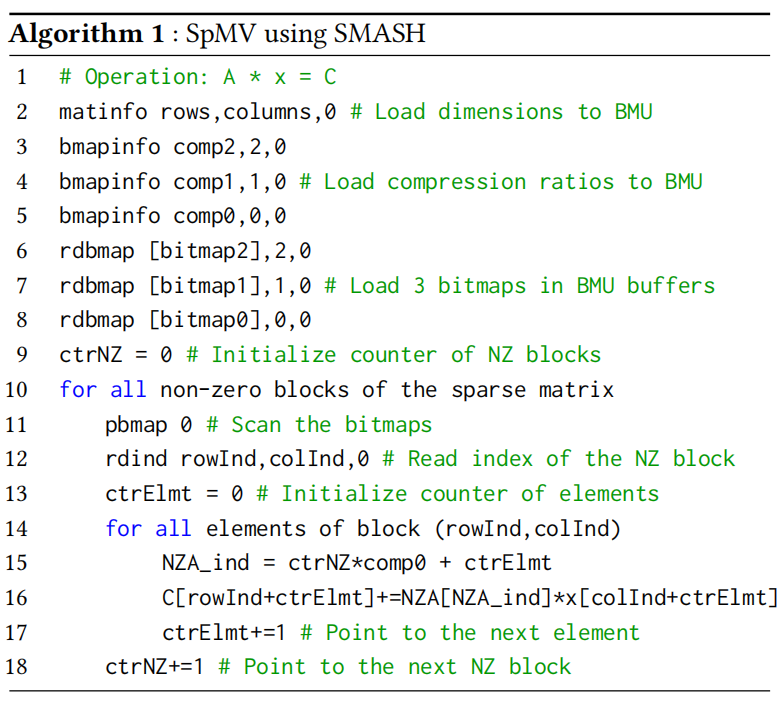 Algorithm 1 : SpMV using SMASH
1 # Operation: A * x = C
2 matinfo rows,columns,0 # Load dimensions to BMU
3 bmapinfo comp2,2,0
4 bmapinfo comp1,1,0 # Load compression ratios to BMU
5 bmapinfo comp0,0,0
6 rdbmap [bitmap2],2,0
7 rdbmap [bitmap1],1,0 # Load 3 bitmaps in BMU buffers
8 rdbmap [bitmap0],0,0
9 ctrNZ = 0 # Initialize counter of NZ blocks
10 for all non-zero blocks of the sparse matrix
11 pbmap 0 # Scan the bitmaps
12 rdind rowInd,colInd,0 # Read index of the NZ block
13 ctrElmt = 0 # Initialize counter of elements
14 for all elements of block (rowInd,colInd)
15 NZA_ind = ctrNZ*comp0 + ctrElmt
16 C[rowInd+ctrElmt]+=NZA[NZA_ind]*x[colInd+ctrElmt]
17 ctrElmt+=1 # Point to the next element
18 ctrNZ+=1 # Point to the next NZ block